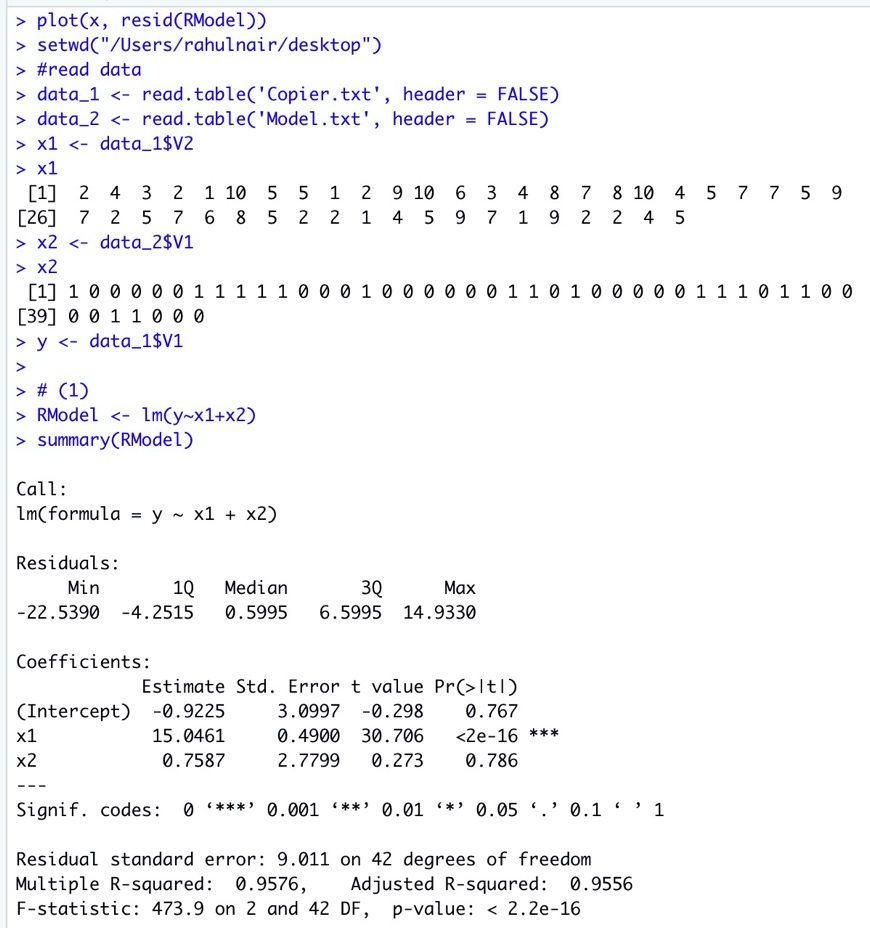 > plot(x, resid(RModel))
> setwd("/Users/rahulnair/desktop")
> #read data
> data_1 <- read.table('Copier.txt', header = FALSE)
> data_2 <- read.table('Model.txt', header = FALSE)
> x1 <- data_1$V2
> x1
 [1]  2  4  3  2  1 10  5  5  1  2  9 10  6  3  4  8  7  8 10  4  5  7  7  5  9
[26]  7  2  5  7  6  8  5  2  2  1  4  5  9  7  1  9  2  2  4  5
> x2 <- data_2$V1
> x2
 [1] 1 0 0 0 0 0 1 1 1 1 1 0 0 0 1 0 0 0 0 0 0 1 1 0 1 0 0 0 0 0 1 1 1 0 1 1 0 0
[39] 0 0 1 1 0 0 0
> y <- data_1$V1
>
> # (1)
> RModel <- lm(y~x1+x2)
> summary(RModel)
Call:
lm(formula = y ~ x1 + x2)
Residuals:
     Min       1Q   Median       3Q      Max
-22.5390  -4.2515   0.5995   6.5995  14.9330
Coefficients:
            Estimate Std. Error t value Pr(>|t|)
(Intercept)  -0.9225     3.0997  -0.298    0.767
x1           15.0461     0.4900  30.706   <2e-16 ***
x2            0.7587     2.7799   0.273    0.786
---
Signif. codes:  0 ‘***’ 0.001 ‘**’ 0.01 ‘*’ 0.05 ‘.’ 0.1 ‘ ’ 1
Residual standard error: 9.011 on 42 degrees of freedom
Multiple R-squared:  0.9576,    Adjusted R-squared:  0.9556
F-statistic: 473.9 on 2 and 42 DF,  p-value: < 2.2e-16